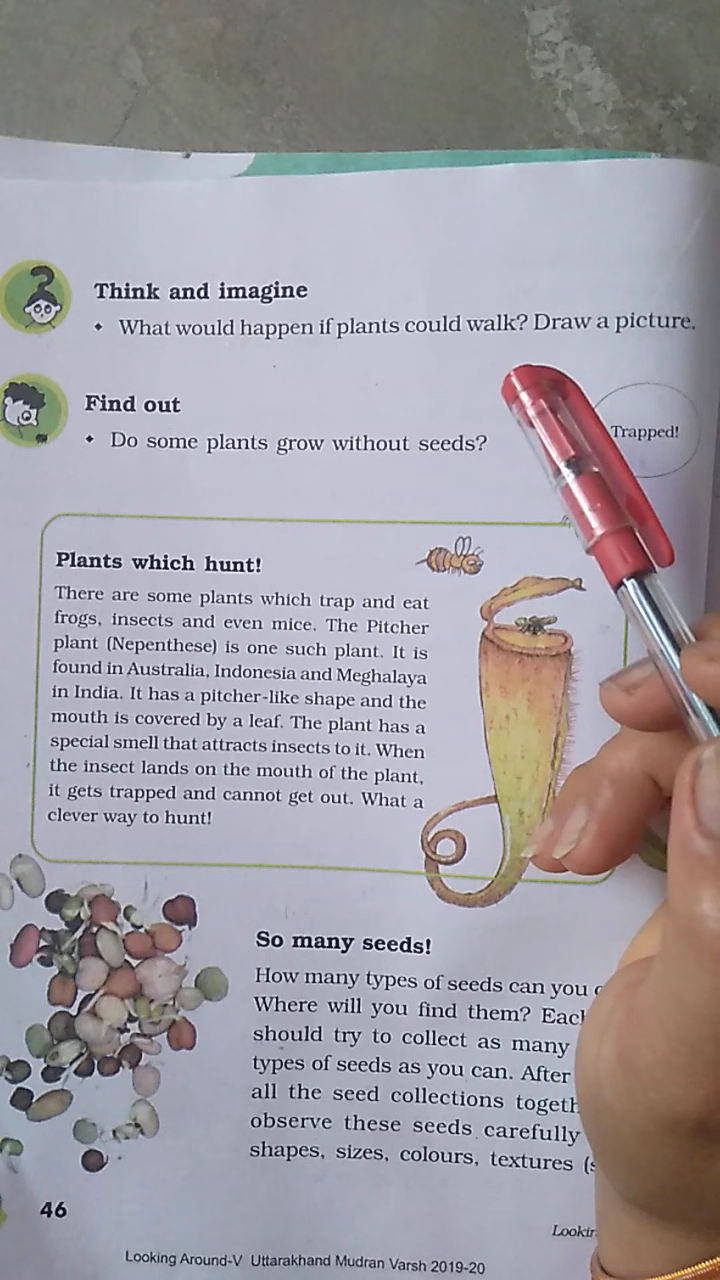 Think and imagine
What would happen if plants could walk? Draw a picture.
Find out
Do some plants grow without seeds?
Trapped!
Plants which hunt!
There are some plants which trap and eat
frogs, insects and even mice. The Pitcher
plant (Nepenthese) is one such plant. It is
found in Australia, Indonesia and Meghalaya
in India. It has a pitcher-like shape and the
mouth is covered by a leaf. The plant has a
special smell that attracts insects to it. When
the insect lands on the mouth of the plant,
it gets trapped and cannot get out. What a
clever way to hunt!
So many seeds!
How many types of seeds can you
Where will you find them?
should try to collect as many
types of seeds as you can. After
all the seed collections
observe these seeds carefully
shapes, sizes, colours, textures
46
Looking Around-V Uttarakhand Mudran Varsh 2019-20